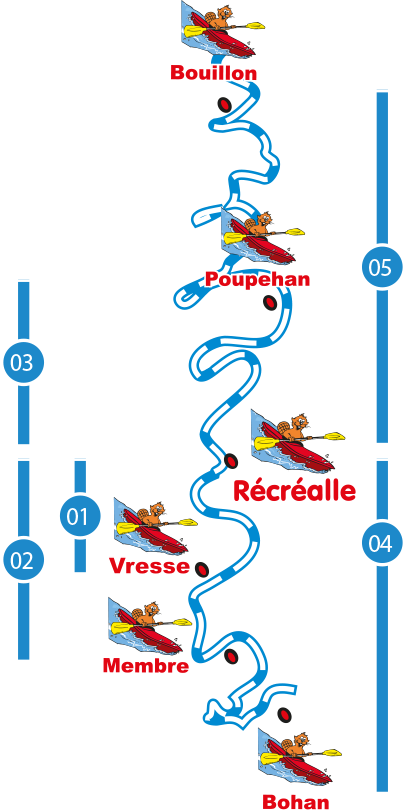 Bouillon
05
Poupehan
03
Récréalle
01
04
02
Vresse
Membre
Bohan